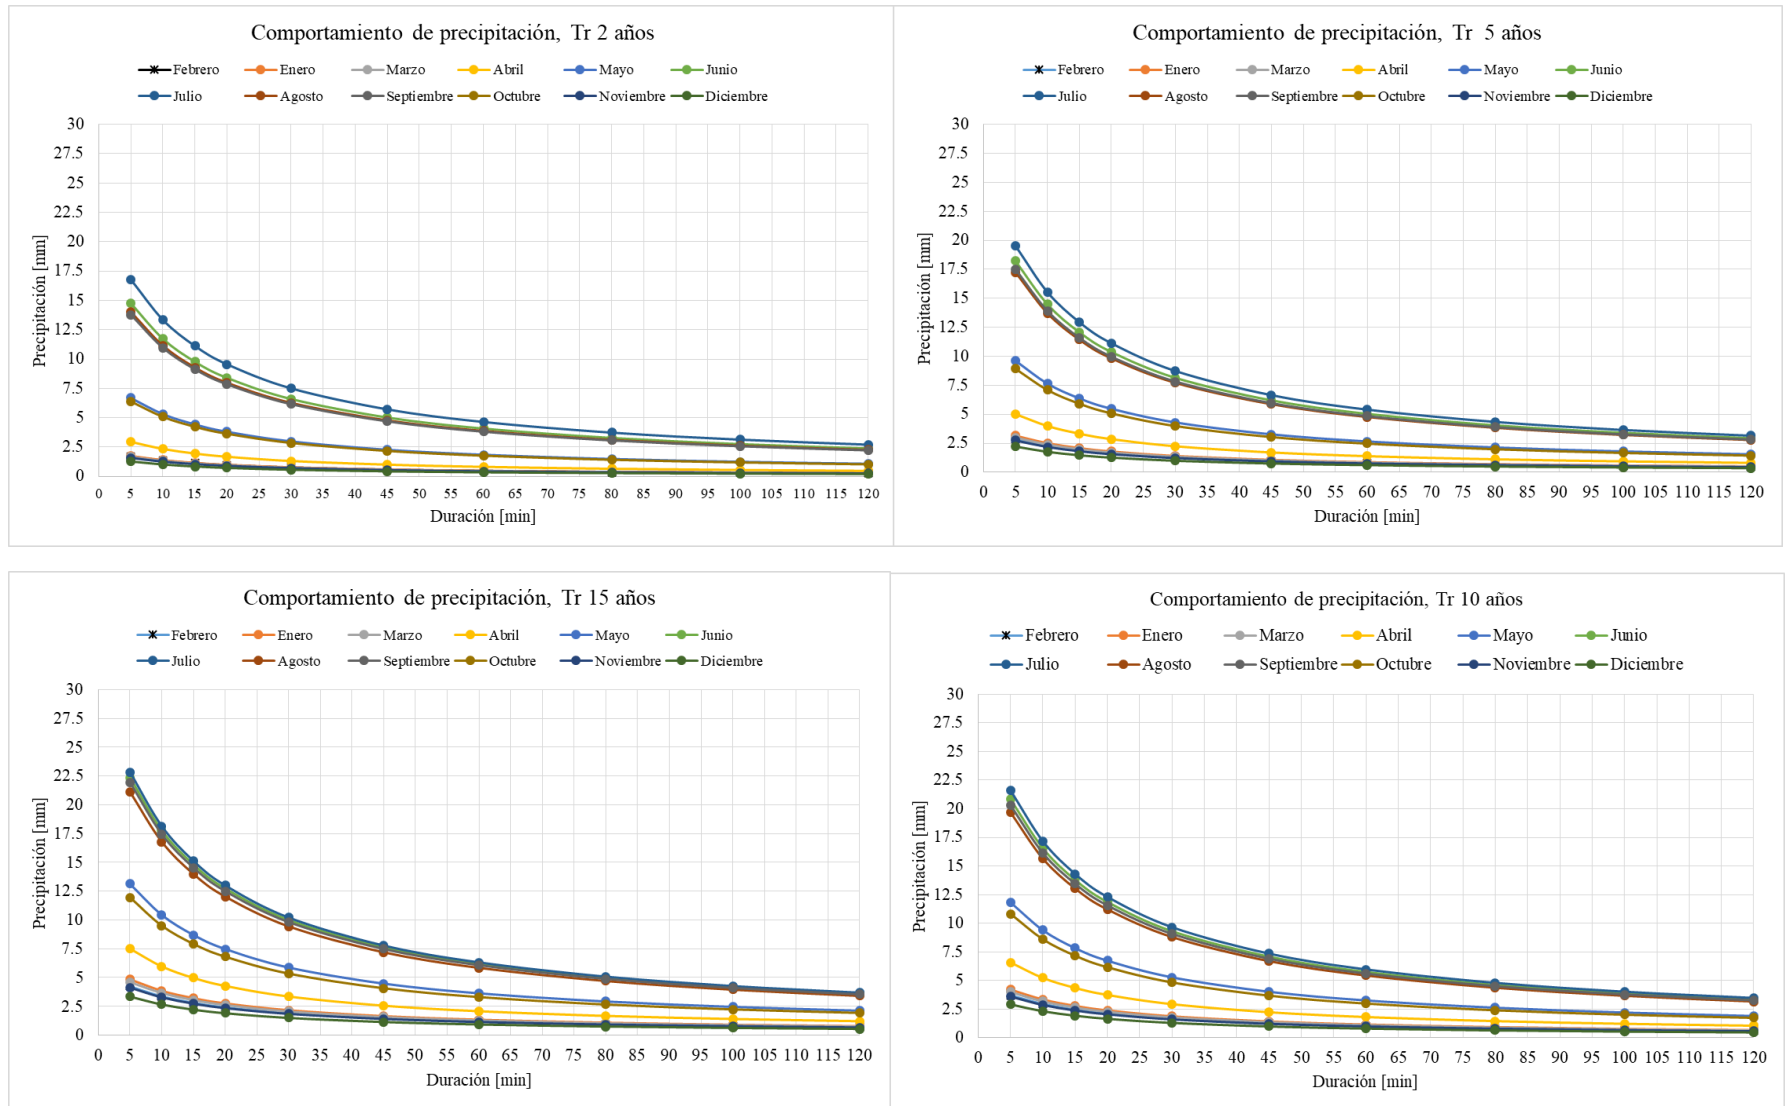 Comportamiento de precipitación, Tr 2 años
Febrero Enero Marzo Abril Mayo Junio
Julio Agosto Septiembre Octubre Noviembre Diciembre
30
27.5
25
22.5
20
17.5
15
12.5
10
7.5
5
2.5
0
Precipitación [mm]
0 5 10 15 20 25 30 35 40 45 50 55 60 65 70 75 80 85 90 95 100 105 110 115 120
Duración [min]
Comportamiento de precipitación, Tr 5 años
Febrero Enero Marzo Abril Mayo Junio
Julio Agosto Septiembre Octubre Noviembre Diciembre
30
27.5
25
22.5
20
17.5
15
12.5
10
7.5
5
2.5
0
Precipitación [mm]
0 5 10 15 20 25 30 35 40 45 50 55 60 65 70 75 80 85 90 95 100 105 110 115 120
Duración [min]
Comportamiento de precipitación, Tr 15 años
Febrero Enero Marzo Abril Mayo Junio
Julio Agosto Septiembre Octubre Noviembre Diciembre
30
27.5
25
22.5
20
17.5
15
12.5
10
7.5
5
2.5
0
Precipitación [mm]
0 5 10 15 20 25 30 35 40 45 50 55 60 65 70 75 80 85 90 95 100 105 110 115 120
Duración [min]
Comportamiento de precipitación, Tr 10 años
Febrero Enero Marzo Abril Mayo Junio
Julio Agosto Septiembre Octubre Noviembre Diciembre
30
27.5
25
22.5
20
17.5
15
12.5
10
7.5
5
2.5
0
Precipitación [mm]
0 5 10 15 20 25 30 35 40 45 50 55 60 65 70 75 80 85 90 95 100 105 110 115 120
Duración [min]